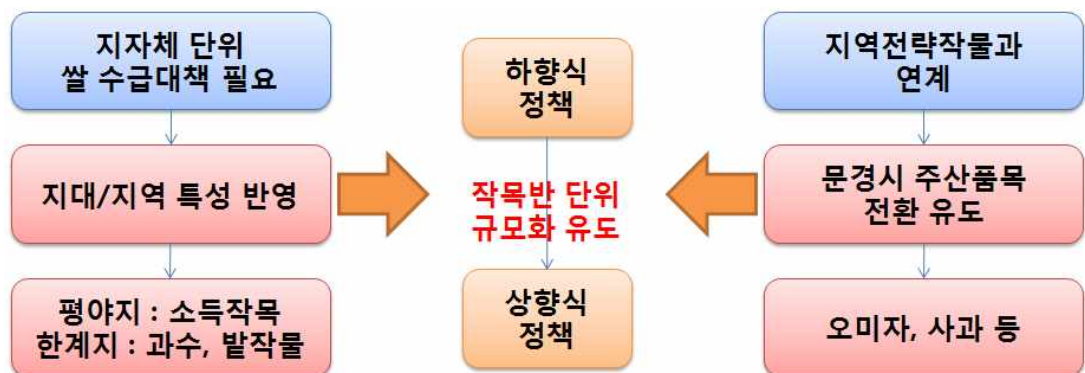 지자체 단위
쌀 수급대책 필요
지대/지역 특성 반영
평야지 : 소득작목
한계지 : 과수, 밭작물
하향식
정책
작목반 단위
규모화 유도
상향식
정책
지역전략작물과
연계
문경시 주산품목
전환 유도
오미자, 사과 등